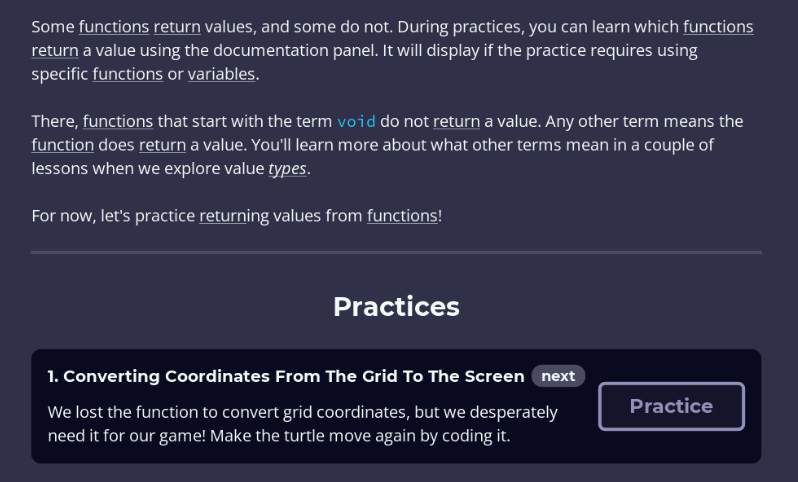 Some functions return values, and some do not. During practices, you can learn which functions
return a value using the documentation panel. It will display if the practice requires using
specific functions or variables.
There, functions that start with the term void do not return a value. Any other term means the
function does return a value. You'll learn more about what other terms mean in a couple of
lessons when we explore value types.
For now, let's practice returning values from functions!
Practices
1. Converting Coordinates From The Grid To The Screen next
We lost the function to convert grid coordinates, but we desperately
need it for our game! Make the turtle move again by coding it.
Practice